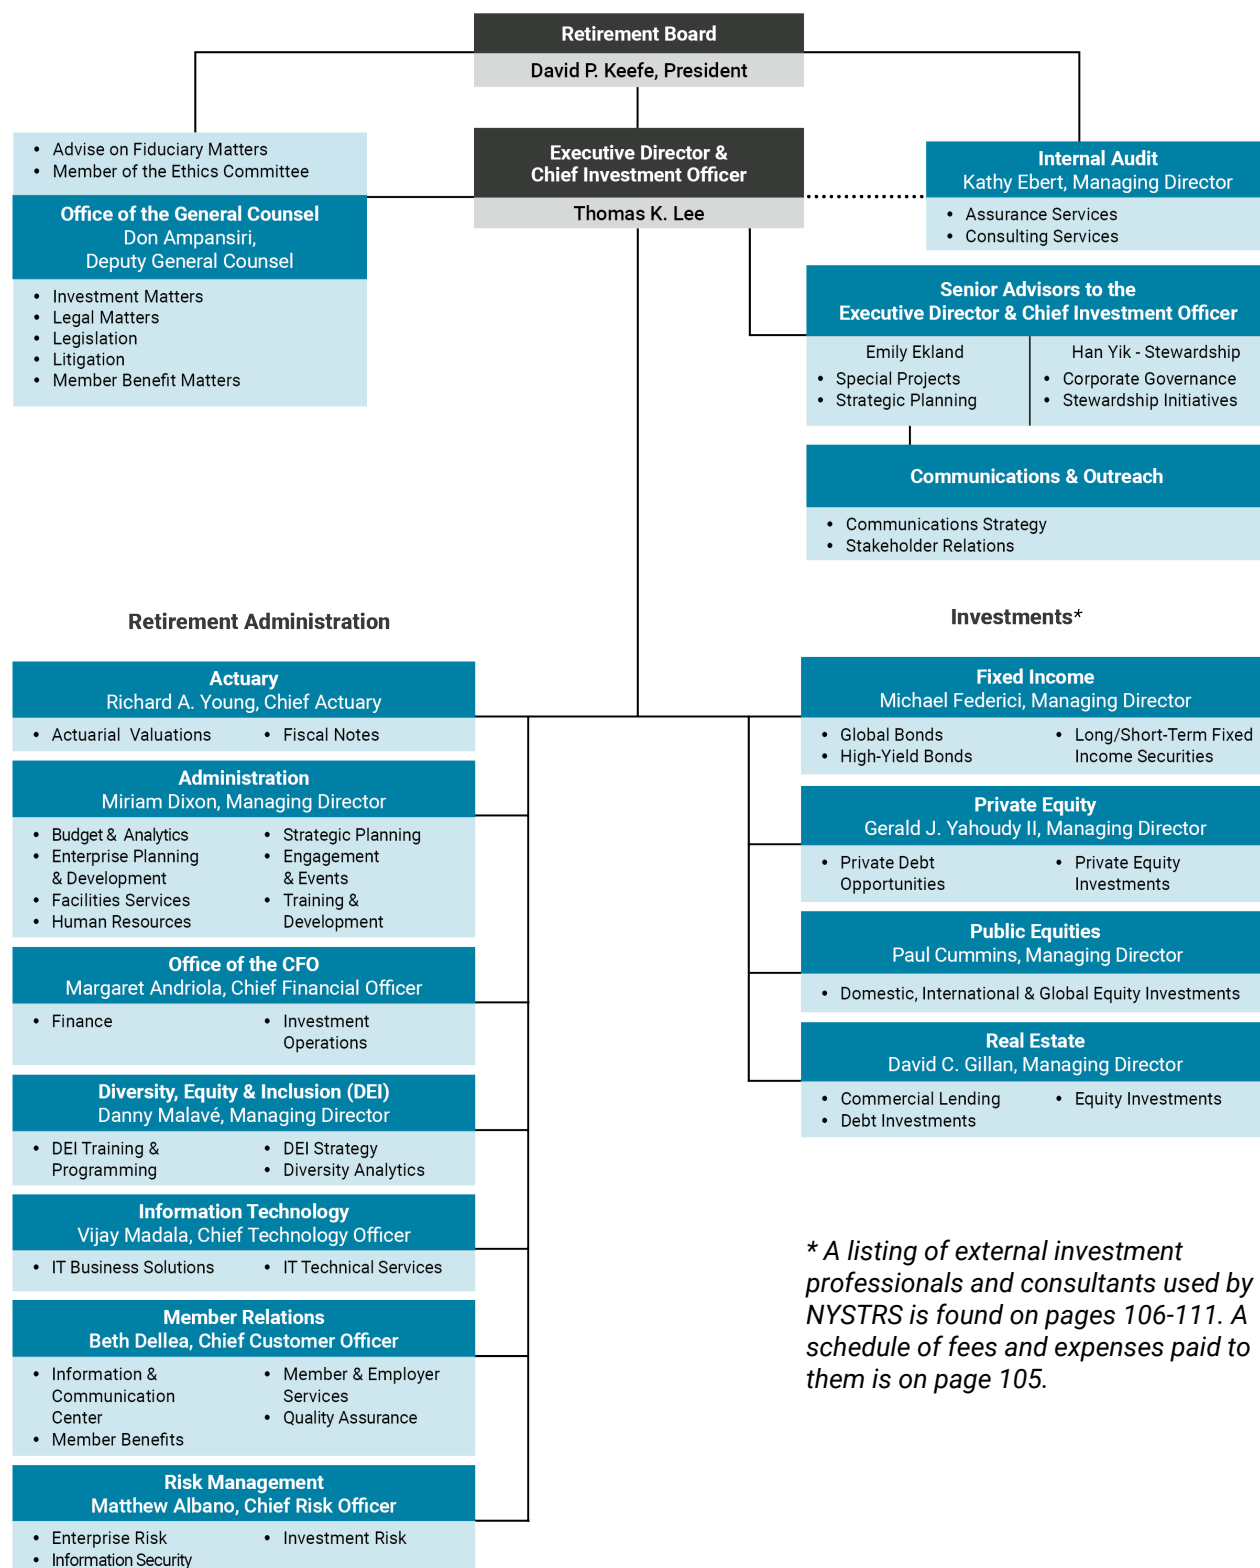 Retirement Board
David P. Keefe, President
• Advise on Fiduciary Matters
• Member of the Ethics Committee
Office of the General Counsel
Don Ampansiri,
Deputy General Counsel
• Investment Matters
• Legal Matters
• Legislation
• Litigation
• Member Benefit Matters
Executive Director &
Chief Investment Officer
Thomas K. Lee
Internal Audit
Kathy Ebert, Managing Director
• Assurance Services
• Consulting Services
Senior Advisors to the
Executive Director & Chief Investment Officer
Emily Ekland
• Special Projects
• Strategic Planning
Han Yik - Stewardship
• Corporate Governance
• Stewardship Initiatives
Communications & Outreach
• Communications Strategy
• Stakeholder Relations
Retirement Administration
Actuary
Richard A. Young, Chief Actuary
• Actuarial Valuations
• Fiscal Notes
Administration
Miriam Dixon, Managing Director
• Budget & Analytics
• Enterprise Planning
& Development
• Facilities Services
• Human Resources
• Strategic Planning
• Engagement
& Events
• Training &
Development
Office of the CFO
Margaret Andriola, Chief Financial Officer
• Finance
• Investment
Operations
Diversity, Equity & Inclusion (DEI)
Danny Malavé, Managing Director
• DEI Training &
Programming
• DEI Strategy
• Diversity Analytics
Information Technology
Vijay Madala, Chief Technology Officer
• IT Business Solutions
• IT Technical Services
Member Relations
Beth Dellea, Chief Customer Officer
• Information &
Communication
Center
• Member Benefits
• Member & Employer
Services
• Quality Assurance
Risk Management
Matthew Albano, Chief Risk Officer
• Enterprise Risk
• Information Security
• Investment Risk
Investments*
Fixed Income
Michael Federici, Managing Director
• Global Bonds
• High-Yield Bonds
• Long/Short-Term Fixed
Income Securities
Private Equity
Gerald J. Yahoudy II, Managing Director
• Private Debt
Opportunities
• Private Equity
Investments
Public Equities
Paul Cummins, Managing Director
• Domestic, International & Global Equity Investments
Real Estate
David C. Gillan, Managing Director
• Commercial Lending
• Debt Investments
• Equity Investments
* A listing of external investment
professionals and consultants used by
NYSTRS is found on pages 106-111. A
schedule of fees and expenses paid to
them is on page 105.